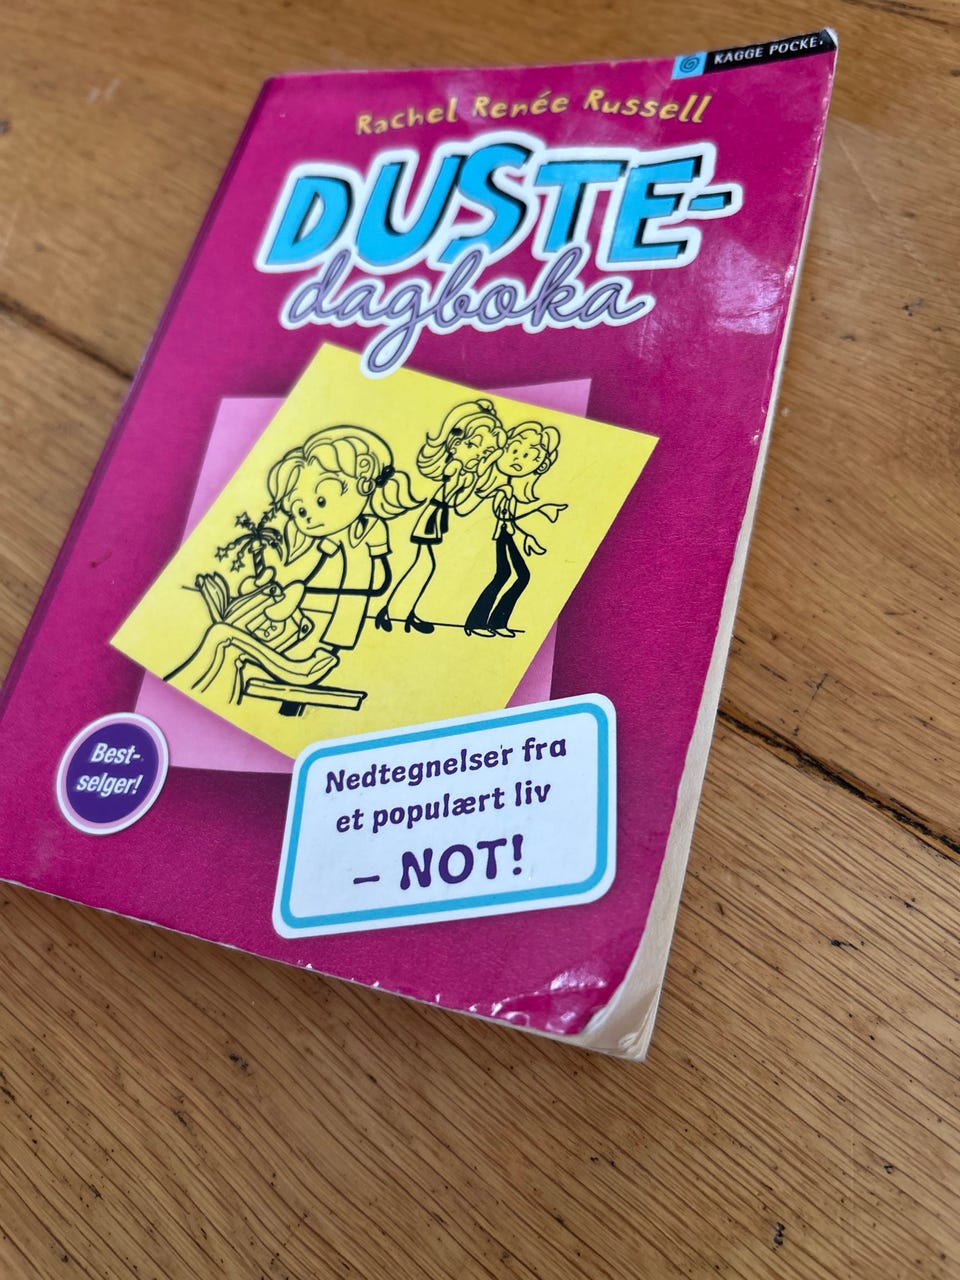 KAGGE POCKET
Rachel Renée Russell
DUSTE-
dagboka
Best-
selger!
Nedtegnelser fra
et populært liv
– NOT!